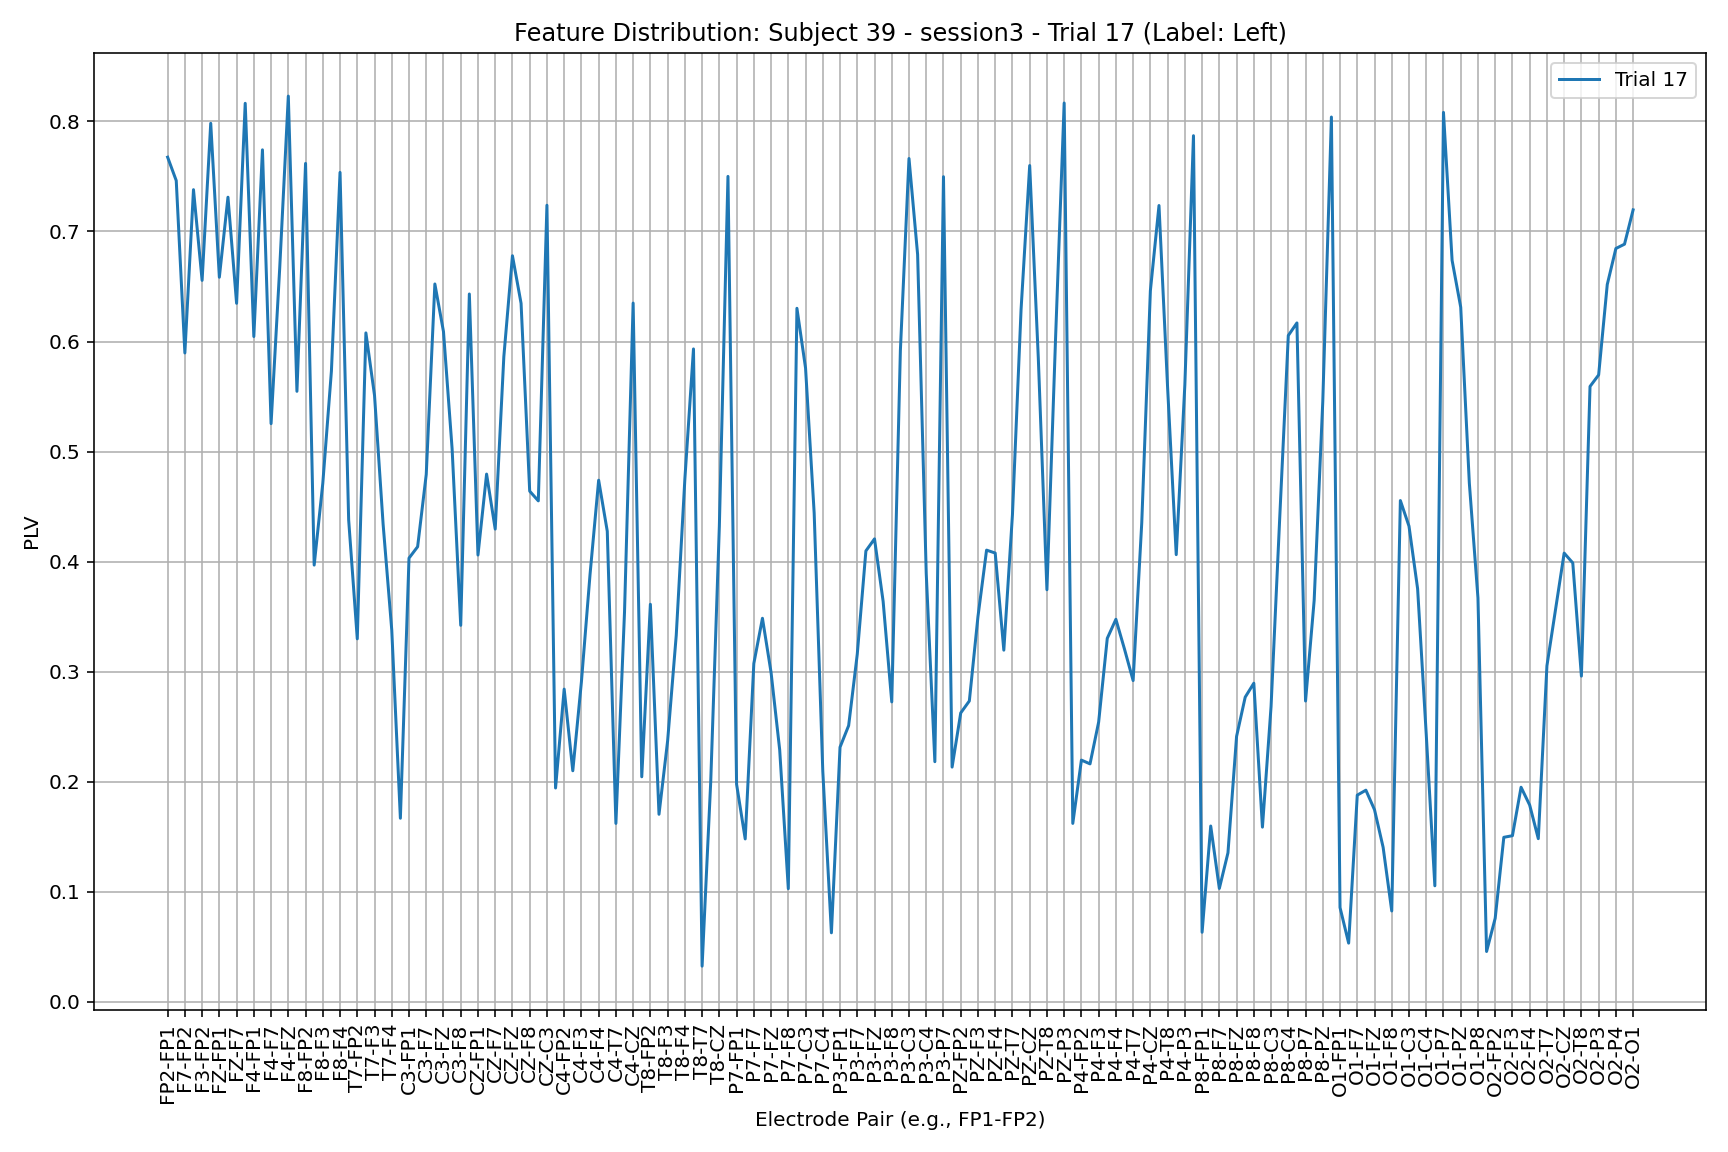 Feature Distribution: Subject 39 - session3 - Trial 17 (Label: Left)
Trial 17
PLV
0.8
0.7
0.6
0.5
0.4
0.3
0.2
0.1
0.0
FP2-FP1
F7-FP2
F3-FP2
FZ-FP1
FZ-F7
F4-FP1
F4-F7
F4-FZ
F8-FP2
F8-F3
F8-F4
T7-FP2
T7-F3
T7-F4
C3-FP1
C3-F7
C3-FZ
C3-F8
CZ-FP1
CZ-F7
CZ-FZ
CZ-F8
CZ-C3
C4-FP2
C4-F3
C4-F4
C4-T7
C4-CZ
T8-FP2
T8-F3
T8-F4
T8-T7
T8-CZ
P7-FP1
P7-F7
P7-FZ
P7-F8
P7-C3
P7-C4
P3-FP1
P3-F7
P3-FZ
P3-F8
P3-C3
P3-C4
P3-P7
PZ-FP2
PZ-F3
PZ-F4
PZ-T7
PZ-CZ
PZ-T8
PZ-P3
P4-FP2
P4-F3
P4-F4
P4-T7
P4-CZ
P4-T8
P4-P3
P8-FP1
P8-F7
P8-FZ
P8-F8
P8-C3
P8-C4
P8-P7
P8-PZ
O1-FP1
O1-F7
O1-FZ
O1-F8
O1-C3
O1-C4
O1-P7
O1-PZ
O1-P8
O2-FP2
O2-F3
O2-F4
O2-T7
O2-CZ
O2-T8
O2-P3
O2-P4
O2-O1
Electrode Pair (e.g., FP1-FP2)